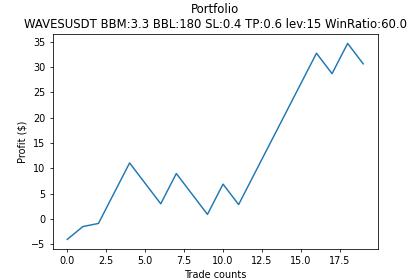 Portfolio
WAVESUSDT BBM:3.3 BBL:180 SL:0.4 TP:0.6 lev:15 WinRatio:60.0
35
30
25
20
15
10
5
0
−5
Profit ($)
0.0 2.5 5.0 7.5 10.0 12.5 15.0 17.5
Trade counts